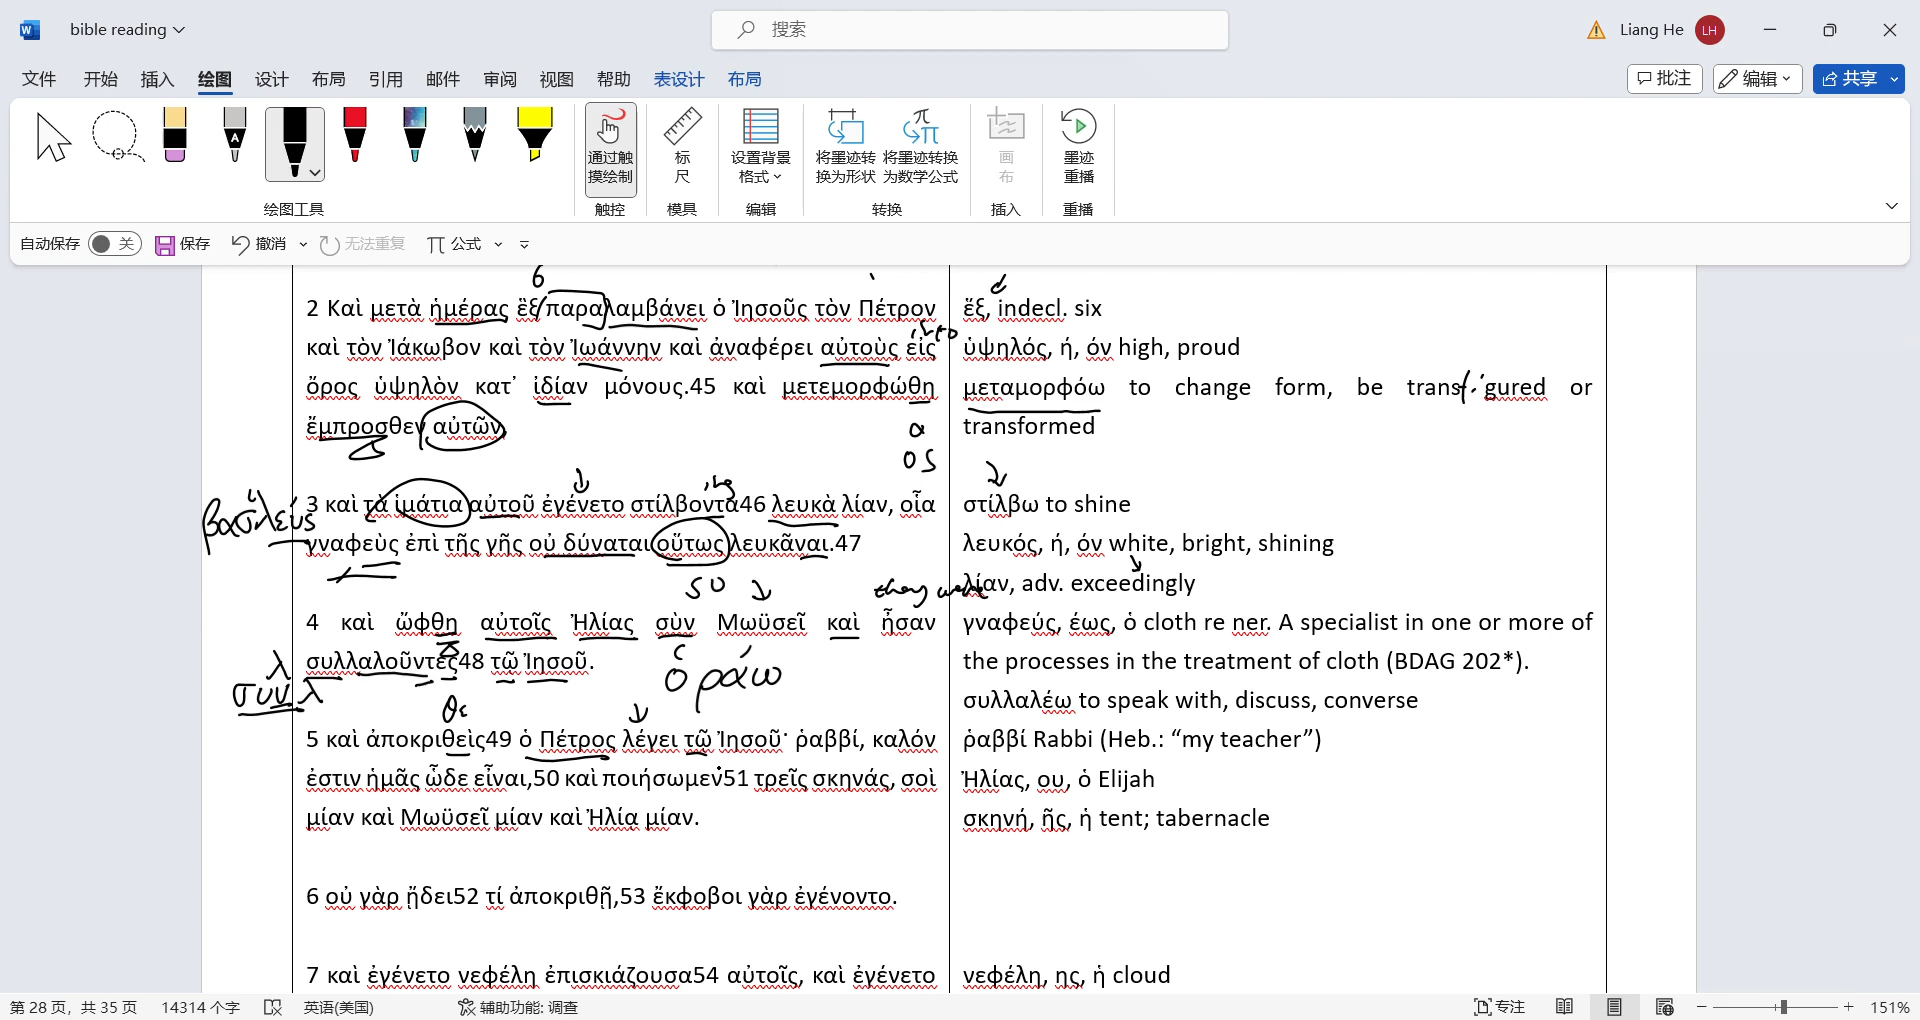 bible reading
搜索
Liang He LH
文件 开始 插入 绘图 设计 布局 引用 邮件 审阅 视图 帮助 表设计 布局
批注 编辑 共享
通过触摸绘制 标尺 设置背景格式 将墨迹转换为形状 将墨迹转换为数学公式 画布 墨迹重播
绘图工具 触控 模具 编辑 转换 插入 重播
自动保存 关 保存 撤消 无法重复 公式
6
2 Καὶ μετὰ ἡμέρας ἓξ παραλαμβάνει ὁ Ἰησοῦς τὸν Πέτρον
into
καὶ τὸν Ἰάκωβον καὶ τὸν Ἰωάννην καὶ ἀναφέρει αὐτοὺς εἰς
ὄρος ὑψηλὸν κατ᾽ ἰδίαν μόνους.45 καὶ μετεμορφώθη
ἔμπροσθεν αὐτῶν,
α
ος
ing
3 καὶ τὰ ἱμάτια αὐτοῦ ἐγένετο στίλβοντα46 λευκὰ λίαν, οἷα
βασιλεύς
γναφεὺς ἐπὶ τῆς γῆς οὐ δύναται οὕτως λευκᾶναι.47
so
they were
4 καὶ ὤφθη αὐτοῖς Ἠλίας σὺν Μωϋσεῖ καὶ ἦσαν
συλλαλοῦντες48 τῷ Ἰησοῦ.
λ
συνλ
ὁράω
θε
5 καὶ ἀποκριθεὶς49 ὁ Πέτρος λέγει τῷ Ἰησοῦ· ῥαββί, καλόν
ἐστιν ἡμᾶς ὧδε εἶναι,50 καὶ ποιήσωμεν51 τρεῖς σκηνάς, σοὶ
μίαν καὶ Μωϋσεῖ μίαν καὶ Ἠλίᾳ μίαν.
6 οὐ γὰρ ᾔδει52 τί ἀποκριθῇ,53 ἔκφοβοι γὰρ ἐγένοντο.
7 καὶ ἐγένετο νεφέλη ἐπισκιάζουσα54 αὐτοῖς, καὶ ἐγένετο
ἕξ, indecl. six
ὑψηλός, ή, όν high, proud
μεταμορφόω to change form, be transfigured or
transformed
στίλβω to shine
λευκός, ή, όν white, bright, shining
λίαν, adv. exceedingly
γναφεύς, έως, ὁ cloth re ner. A specialist in one or more of
the processes in the treatment of cloth (BDAG 202*).
συλλαλέω to speak with, discuss, converse
ῥαββί Rabbi (Heb.: “my teacher”)
Ἠλίας, ου, ὁ Elijah
σκηνή, ῆς, ἡ tent; tabernacle
νεφέλη, ης, ἡ cloud
第 28 页，共 35 页 14314 个字 英语(美国) 辅助功能: 调查 专注 151%